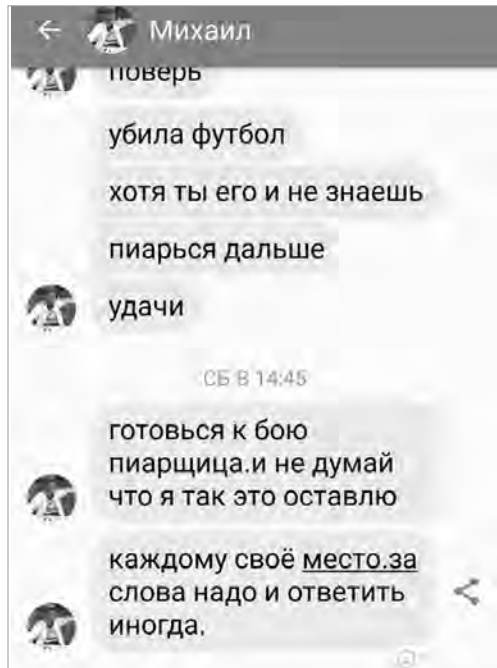 Михаил
поверь
убила футбол
хотя ты его и не знаешь
пиарься дальше
удачи
СБ В 14:45
готовься к бою
пиарщица.и не думай
что я так это оставлю
каждому своё место.за
слова надо и ответить
иногда.